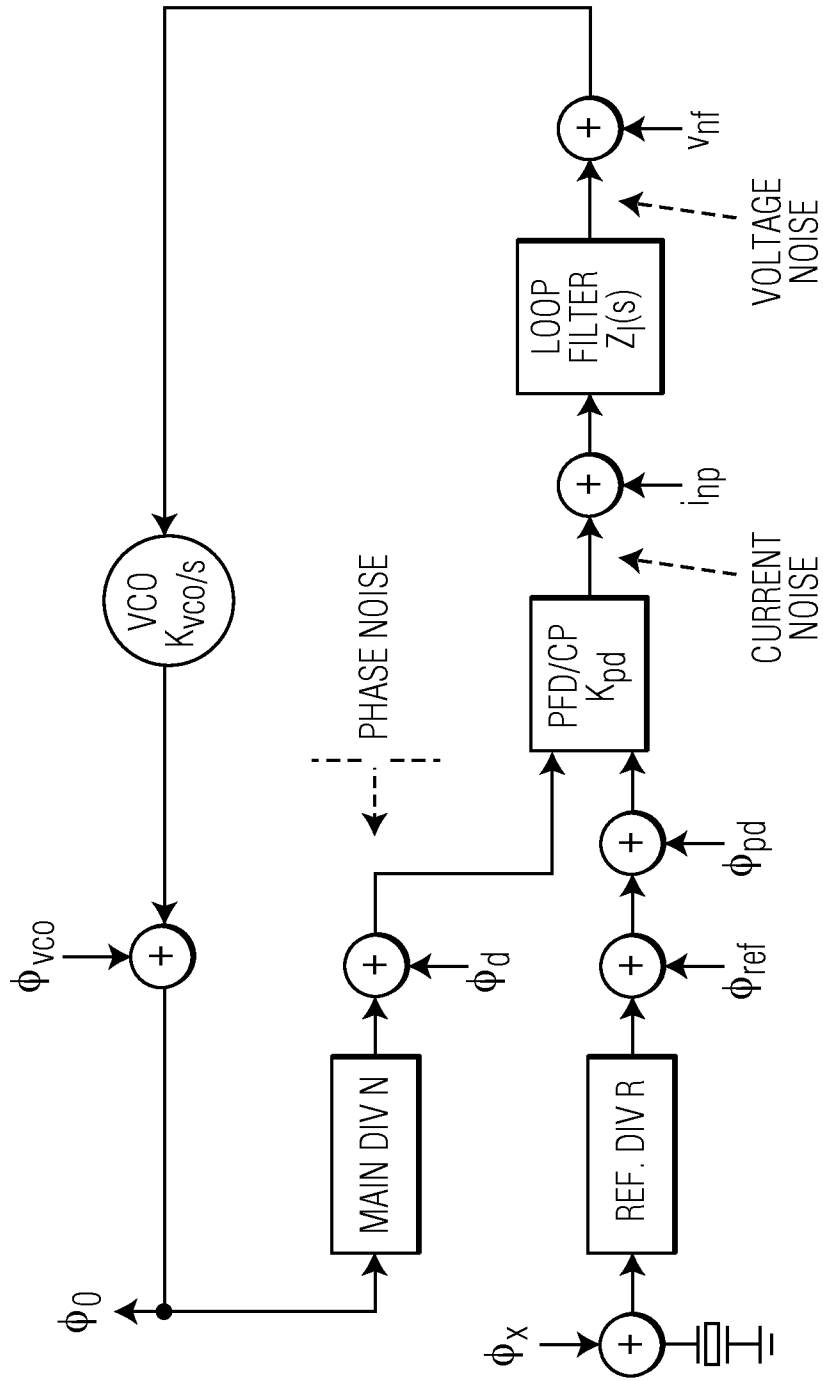 ϕ0
ϕvco
VCO
Kvco/s
PHASE NOISE
MAIN DIV N
ϕd
ϕx
REF. DIV R
ϕref
ϕpd
PFD/CP
Kpd
CURRENT
NOISE
inp
LOOP
FILTER
Zl(s)
VOLTAGE
NOISE
vnf
+
+
+
+
+
+
+